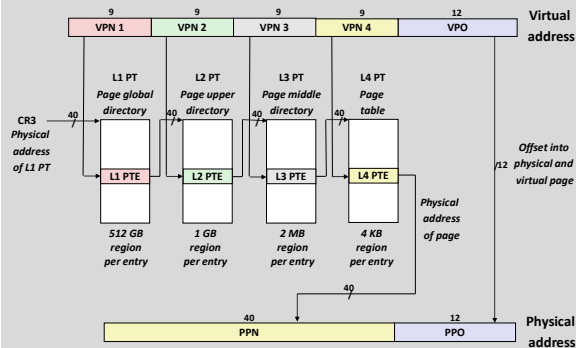 9 9 9 9 12
VPN 1 VPN 2 VPN 3 VPN 4 VPO
Virtual
address
L1 PT
Page global
directory
L2 PT
Page upper
directory
L3 PT
Page middle
directory
L4 PT
Page
table
40 40 40 40
CR3
Physical
address
of L1 PT
L1 PTE L2 PTE L3 PTE L4 PTE
512 GB
region
per entry
1 GB
region
per entry
2 MB
region
per entry
4 KB
region
per entry
Offset into
physical and
virtual page
/12
Physical
address
of page
40
40 12
PPN PPO
Physical
address